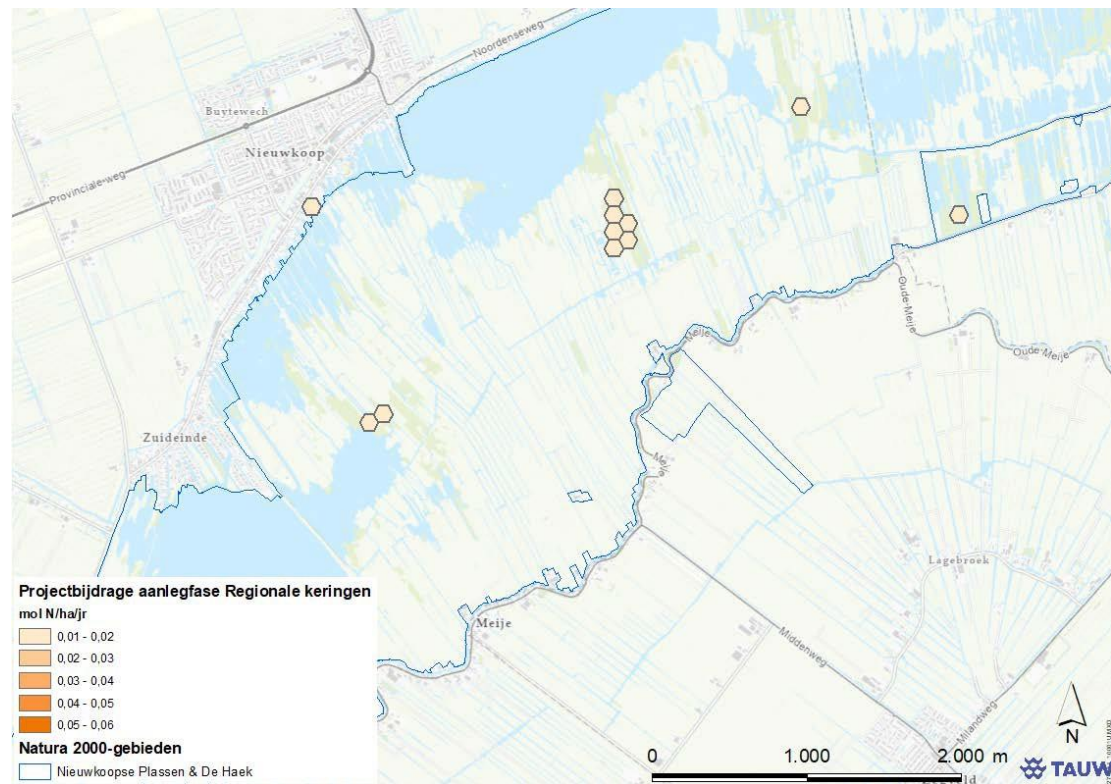 Noordenseweg
Buytewech
Nieuwkoop
Provinciale-weg
Oude-Meije
Meije
Oude-Meije
Zuideinde
Meije
Lagebroek
Meije
Middenweg
Milandweg
Projectbijdrage aanlegfase Regionale keringen
mol N/ha/jr
0,01 - 0,02
0,02 - 0,03
0,03 - 0,04
0,04 - 0,05
0,05 - 0,06
Natura 2000-gebieden
Nieuwkoopse Plassen & De Haek
0 1.000 2.000 m
N
TAUW